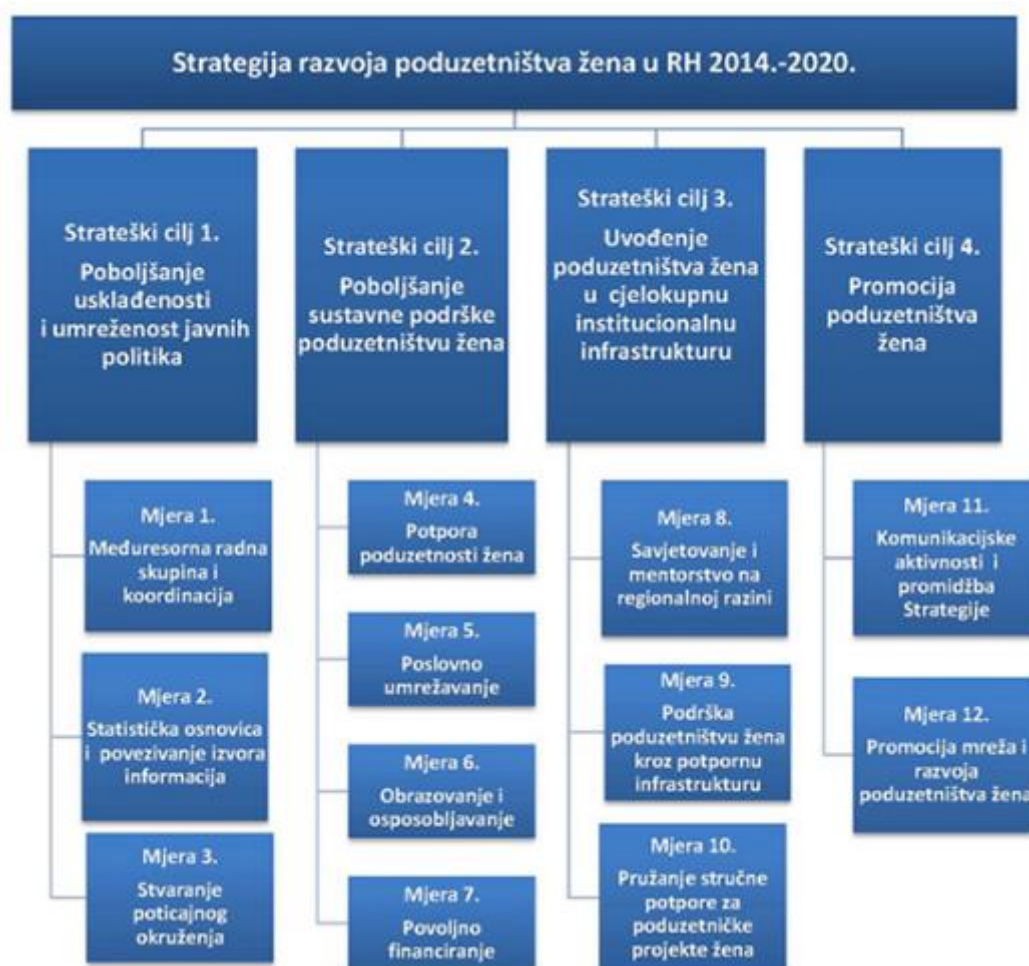 Strategija razvoja poduzetništva žena u RH 2014.-2020.
Strateški cilj 1.
Poboljšanje
usklađenosti
i umreženost javnih
politika
Mjera 1.
Međuresorna radna
skupina i
koordinacija
Mjera 2.
Statistička osnovica
i povezivanje izvora
informacija
Mjera 3.
Stvaranje
poticajnog
okruženja
Strateški cilj 2.
Poboljšanje
sustavne podrške
poduzetništvu žena
Mjera 4.
Potpora
poduzetnosti žena
Mjera 5.
Poslovno
umrežavanje
Mjera 6.
Obrazovanje i
osposobljavanje
Mjera 7.
Povoljno
financiranje
Strateški cilj 3.
Uvođenje
poduzetništva žena
u cjelokupnu
institucionalnu
infrastrukturu
Mjera 8.
Savjetovanje i
mentorstvo na
regionalnoj razini
Mjera 9.
Podrška
poduzetništvu žena
kroz potpornu
infrastrukturu
Mjera 10.
Pružanje stručne
potpore za
poduzetničke
projekte žena
Strateški cilj 4.
Promocija
poduzetništva
žena
Mjera 11.
Komunikacijske
aktivnosti i
promidžba
Strategije
Mjera 12.
Promocija mreža i
razvoja
poduzetništva žena